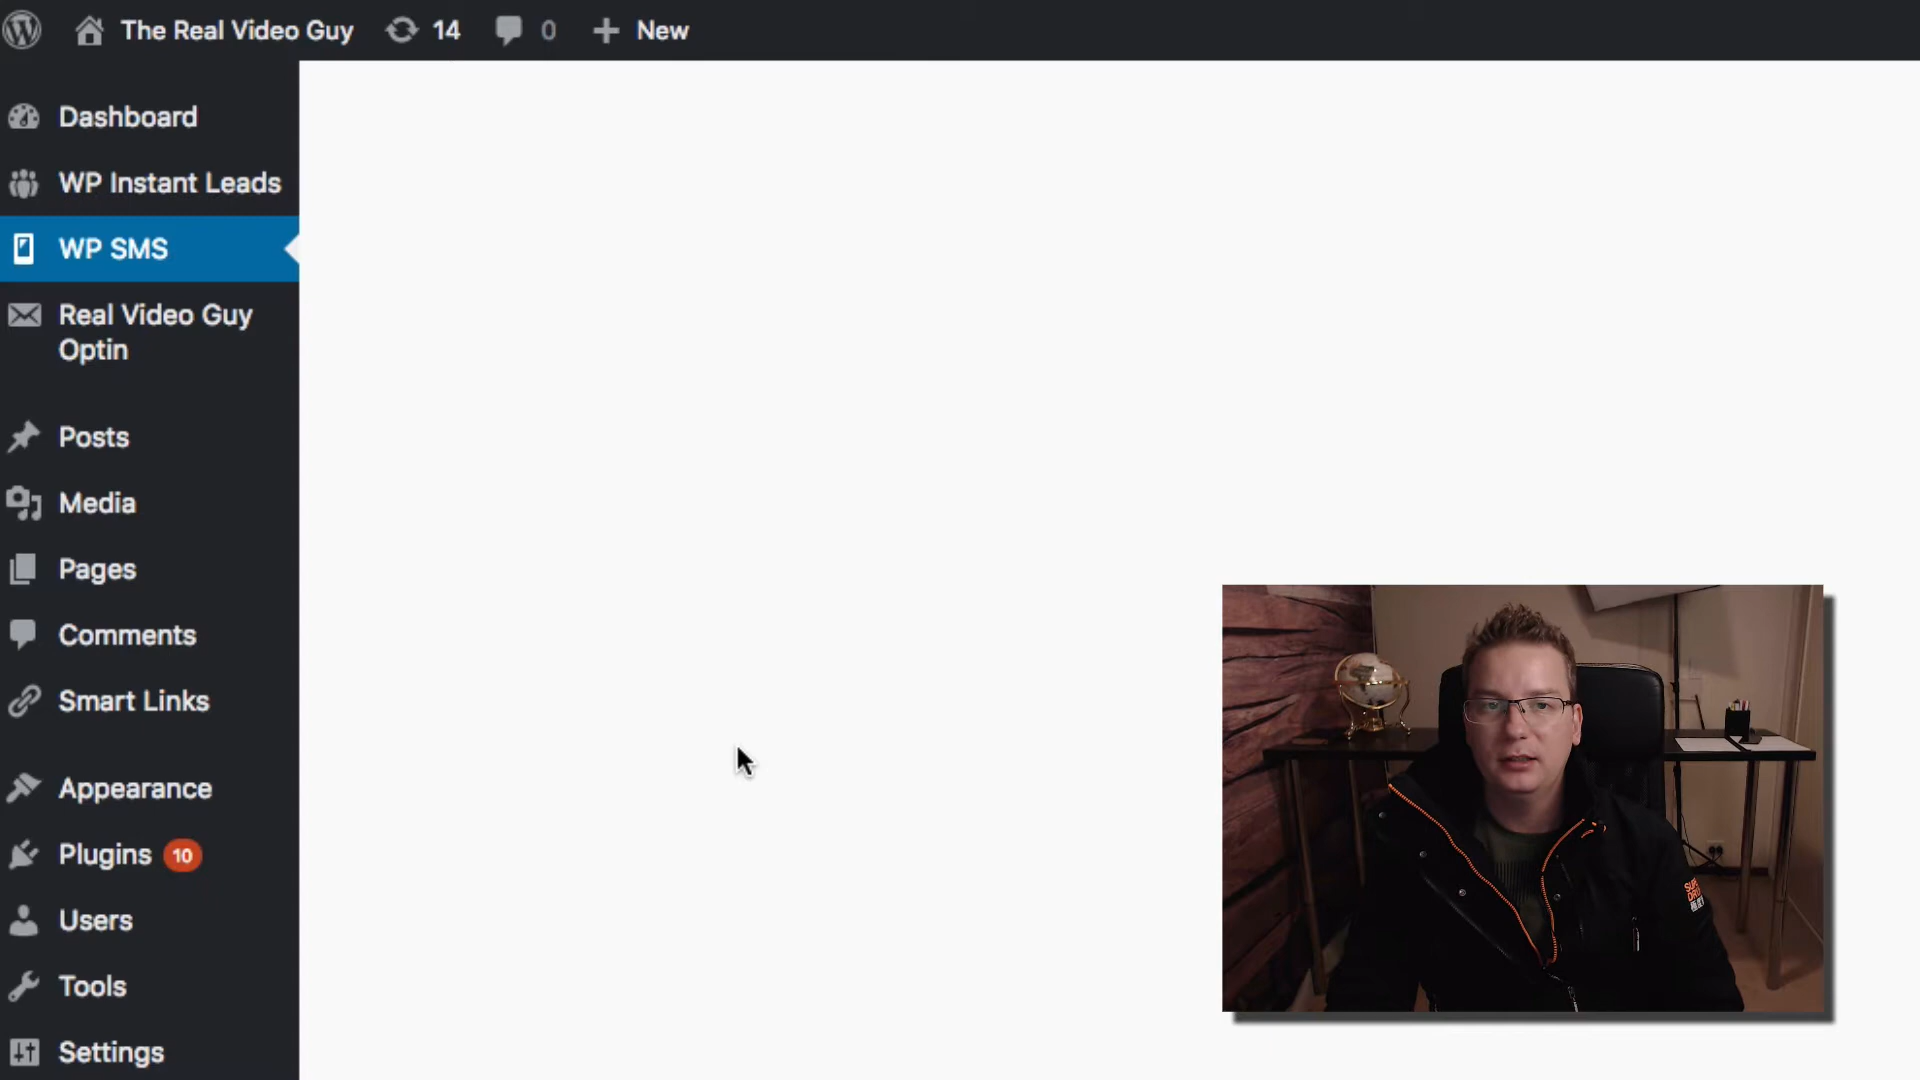 The Real Video Guy 14 0 New
Dashboard
WP Instant Leads
WP SMS
Real Video Guy
Optin
Posts
Media
Pages
Comments
Smart Links
Appearance
Plugins 10
Users
Tools
Settings